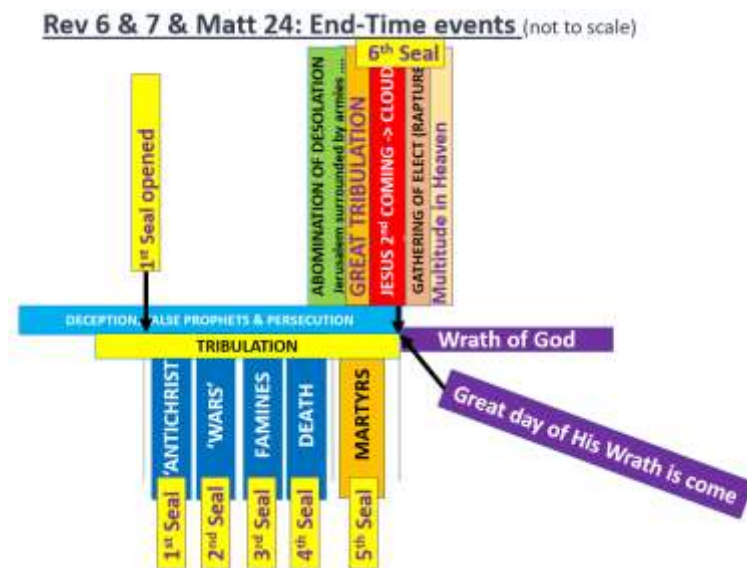 Rev 6 & 7 & Matt 24: End-Time events (not to scale)
6th Seal
1st Seal opened
ABOMINATION OF DESOLATION
Jerusalem surrounded by armies ...
GREAT TRIBULATION
JESUS 2nd COMING -> CLOUD
GATHERING OF ELECT (RAPTURE
Multitude in Heaven
DECEPTION, FALSE PROPHETS & PERSECUTION
TRIBULATION
Wrath of God
Great day of His Wrath is come
'ANTICHRIST
'WARS'
FAMINES
DEATH
MARTYRS
1st Seal
2nd Seal
3rd Seal
4th Seal
5th Seal